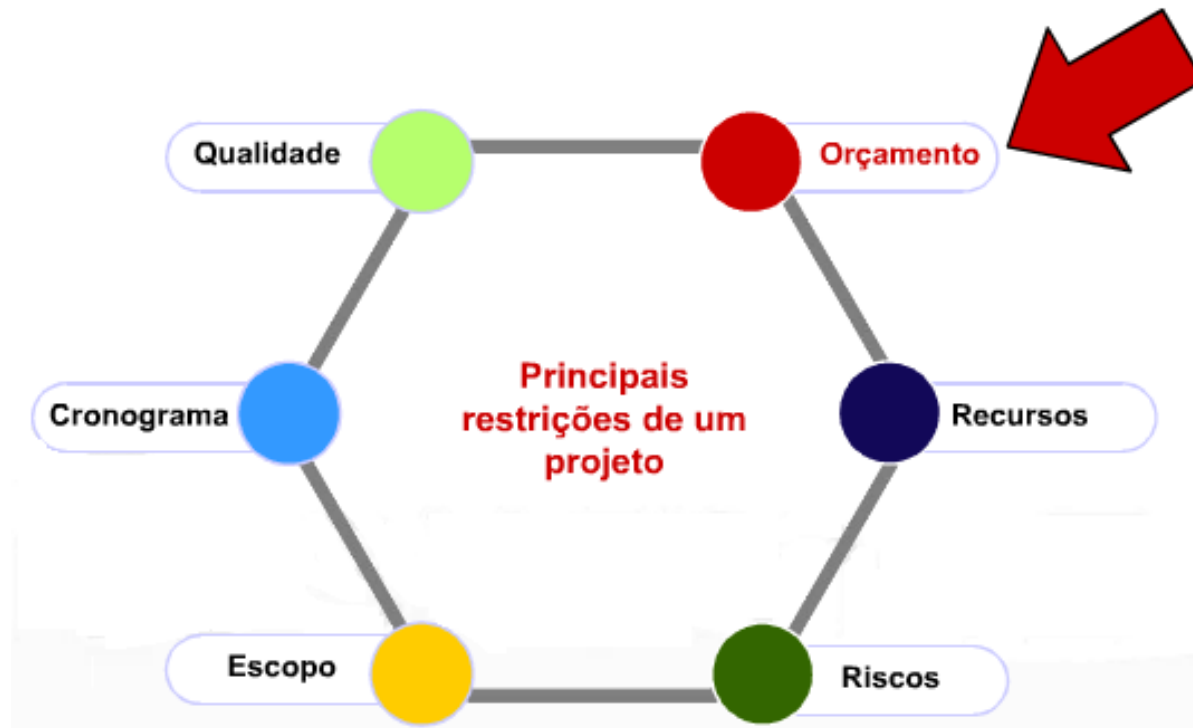 Qualidade
Orçamento
Cronograma
Principais
restrições de um
projeto
Recursos
Escopo
Riscos